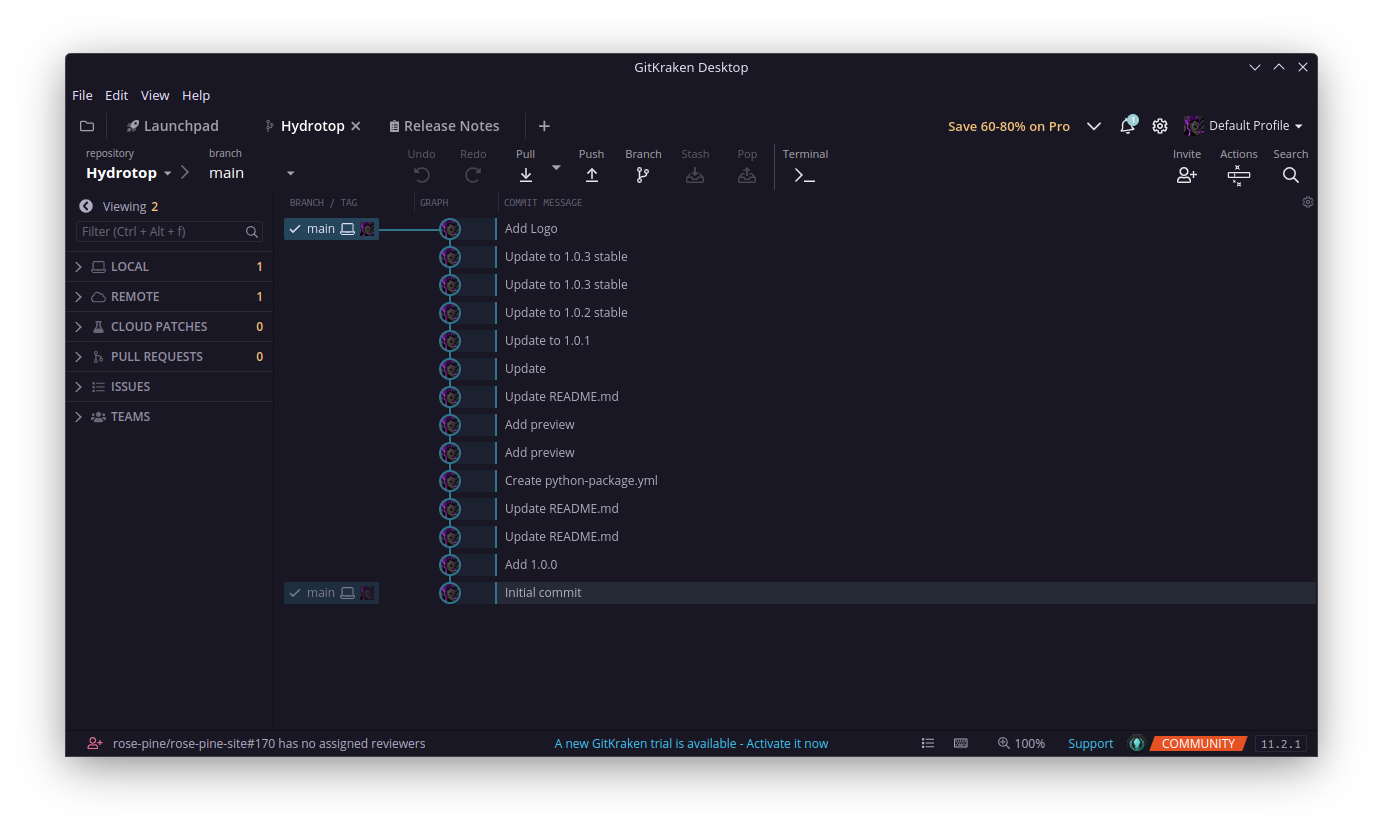 GitKraken Desktop
File Edit View Help
Launchpad Hydrotop Release Notes Save 60-80% on Pro 1 Default Profile
repository branch Undo Redo Pull Push Branch Stash Pop Terminal Invite Actions Search
Hydrotop main
Viewing 2 BRANCH / TAG GRAPH COMMIT MESSAGE
Filter (Ctrl + Alt + f)
main Add Logo
Update to 1.0.3 stable
LOCAL 1
Update to 1.0.3 stable
REMOTE 1
Update to 1.0.2 stable
CLOUD PATCHES 0
Update to 1.0.1
PULL REQUESTS 0
Update
ISSUES
Update README.md
TEAMS
Add preview
Add preview
Create python-package.yml
Update README.md
Update README.md
Add 1.0.0
main Initial commit
rose-pine/rose-pine-site#170 has no assigned reviewers A new GitKraken trial is available - Activate it now 100% Support COMMUNITY 11.2.1